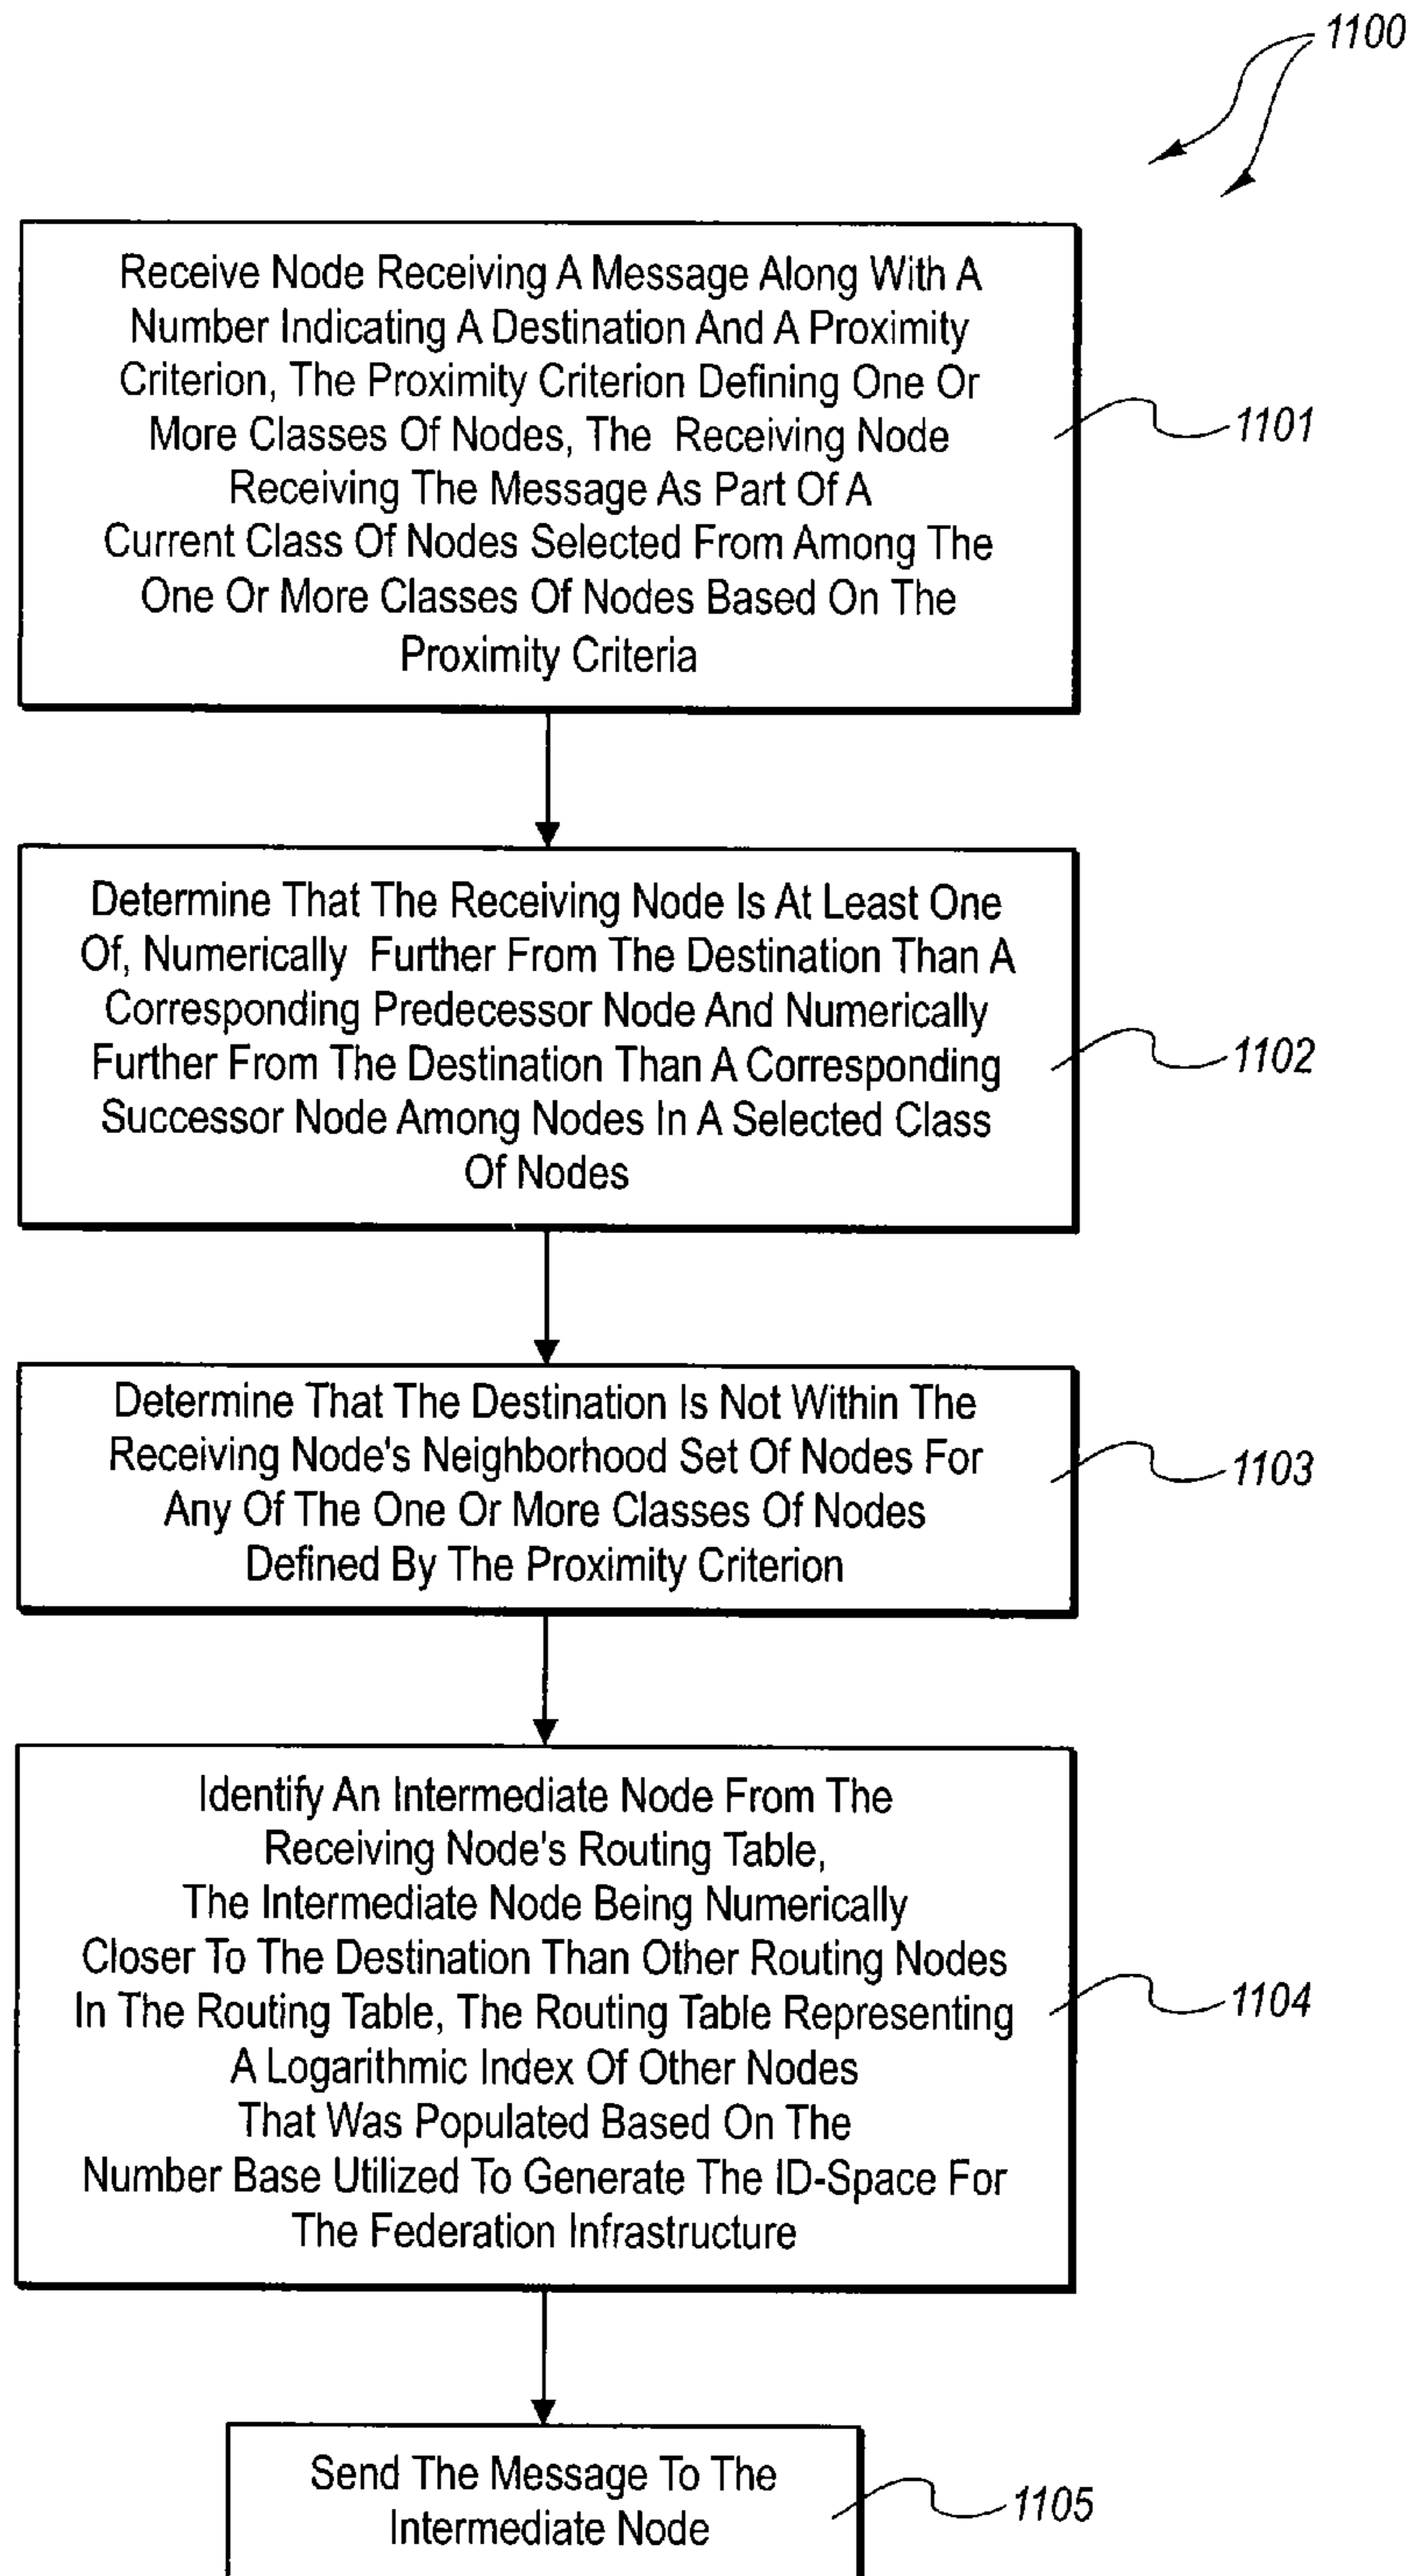 1100
Receive Node Receiving A Message Along With A
Number Indicating A Destination And A Proximity
Criterion, The Proximity Criterion Defining One Or
More Classes Of Nodes, The Receiving Node
Receiving The Message As Part Of A
Current Class Of Nodes Selected From Among The
One Or More Classes Of Nodes Based On The
Proximity Criteria
1101
Determine That The Receiving Node Is At Least One
Of, Numerically Further From The Destination Than A
Corresponding Predecessor Node And Numerically
Further From The Destination Than A Corresponding
Successor Node Among Nodes In A Selected Class
Of Nodes
1102
Determine That The Destination Is Not Within The
Receiving Node's Neighborhood Set Of Nodes For
Any Of The One Or More Classes Of Nodes
Defined By The Proximity Criterion
1103
Identify An Intermediate Node From The
Receiving Node's Routing Table,
The Intermediate Node Being Numerically
Closer To The Destination Than Other Routing Nodes
In The Routing Table, The Routing Table Representing
A Logarithmic Index Of Other Nodes
That Was Populated Based On The
Number Base Utilized To Generate The ID-Space For
The Federation Infrastructure
1104
Send The Message To The
Intermediate Node
1105